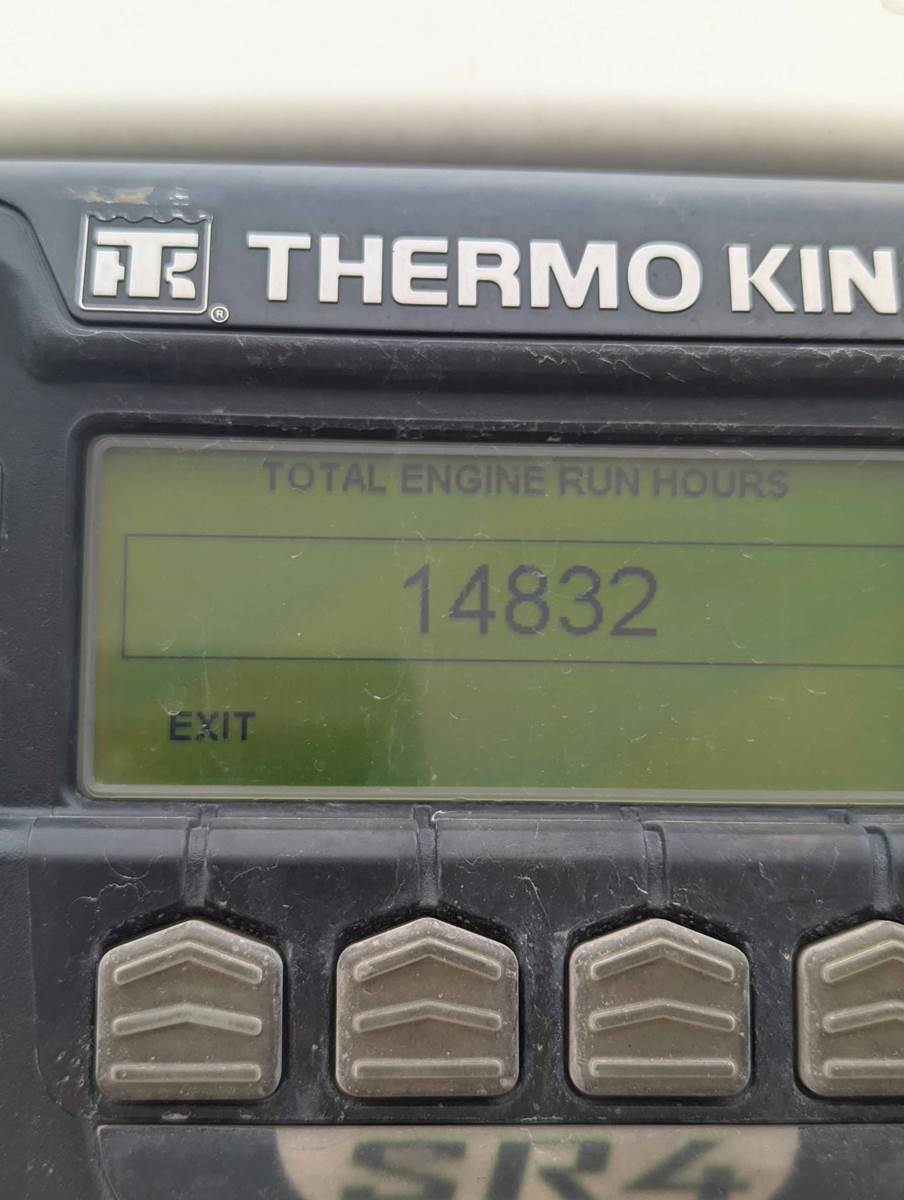 TK
®
THERMO KIN
TOTAL ENGINE RUN HOURS
14832
EXIT
SR4